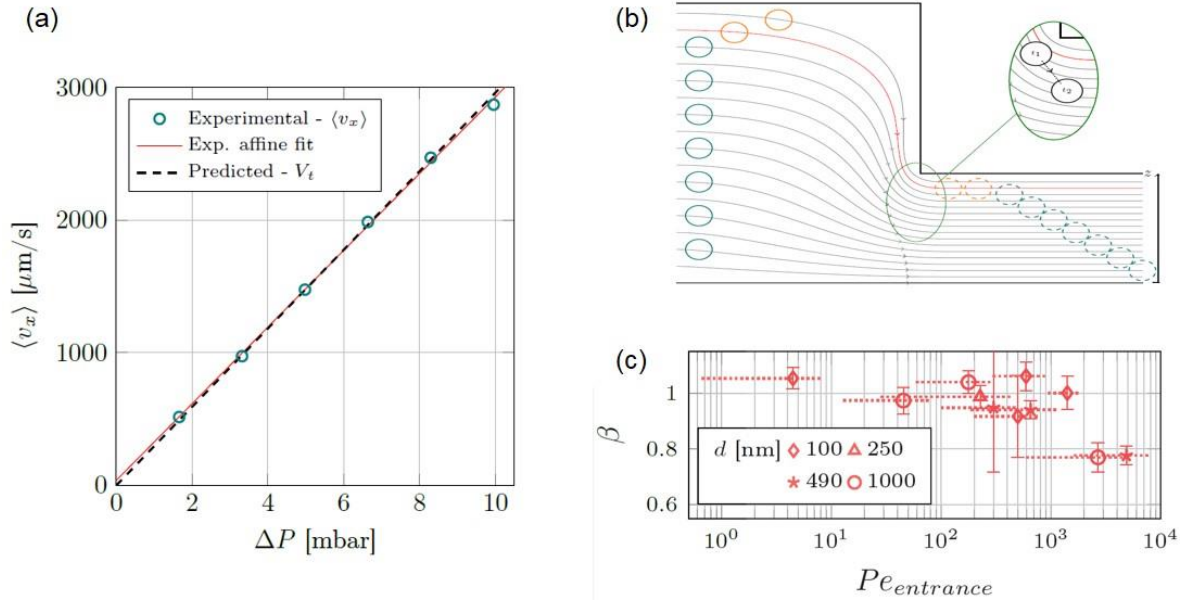 (a)
3000
2000
1000
0
⟨v_x⟩ [μm/s]
Experimental - ⟨v_x⟩
Exp. affine fit
Predicted - V_t
0 2 4 6 8 10
ΔP [mbar]
(b)
ι_1
ι_2
z
(c)
1
0.8
0.6
β
d [nm] 100 250
490 1000
10^0 10^1 10^2 10^3 10^4
Pe_entrance